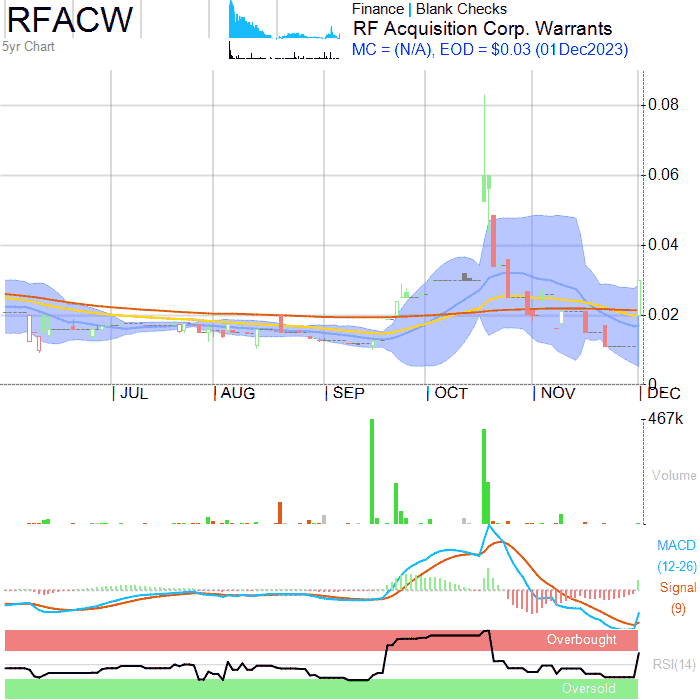 RFACW
5yr Chart
Finance | Blank Checks
RF Acquisition Corp. Warrants
MC = (N/A), EOD = $0.03 (01Dec2023)
0.08
0.06
0.04
0.02
0
JUL
AUG
SEP
OCT
NOV
DEC
467k
Volume
MACD
(12-26)
Signal
(9)
Overbought
RSI(14)
Oversold